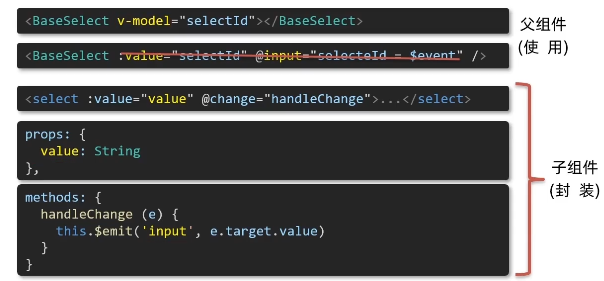 <BaseSelect v-model="selectId"></BaseSelect>
父组件
(使 用)
<BaseSelect :value="selectId" @input="selecteId = $event" />
<select :value="value" @change="handleChange">...</select>
props: {
  value: String
},
子组件
(封 装)
methods: {
  handleChange (e) {
    this.$emit('input', e.target.value)
  }
}